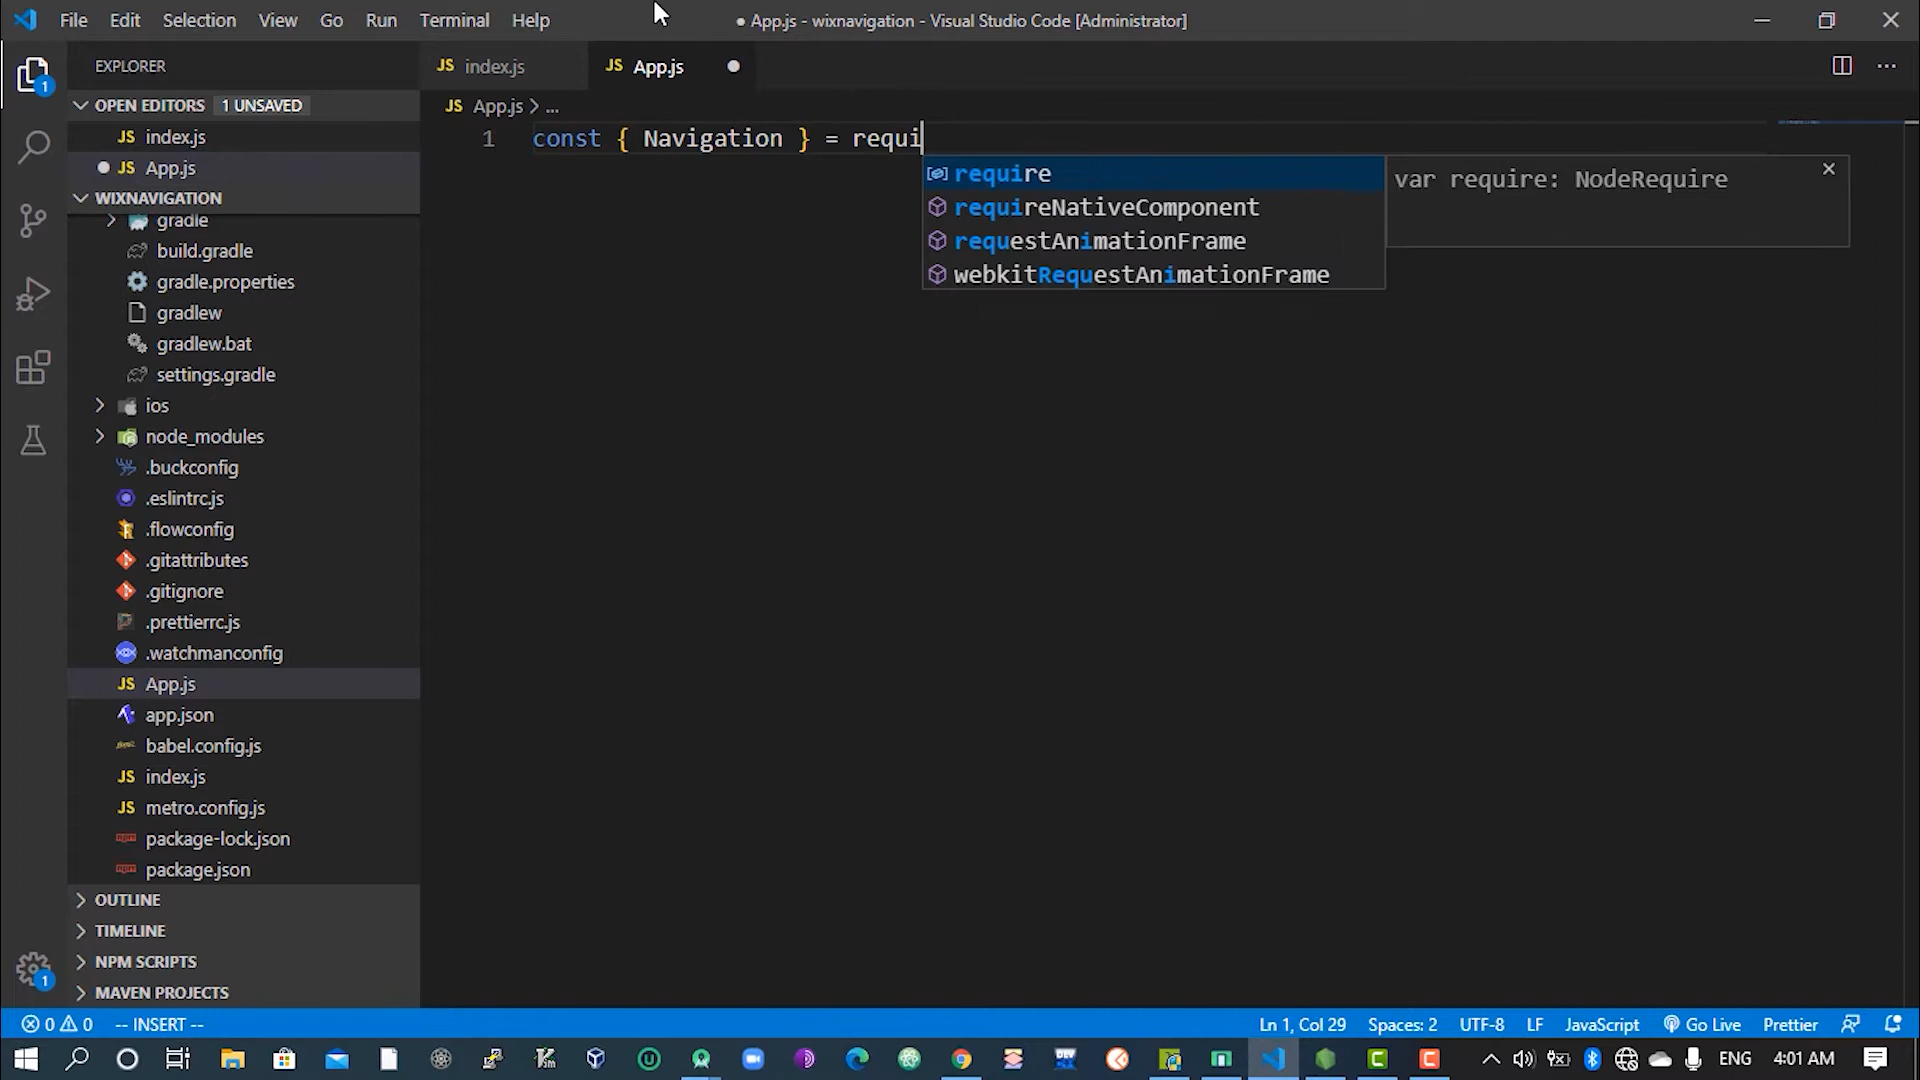 File Edit Selection View Go Run Terminal Help
● App.js - wixnavigation - Visual Studio Code [Administrator]
EXPLORER
JS index.js
JS App.js
OPEN EDITORS 1 UNSAVED
JS App.js > ...
JS index.js
JS App.js
1 const { Navigation } = requi
require
var require: NodeRequire
requireNativeComponent
requestAnimationFrame
webkitRequestAnimationFrame
WIXNAVIGATION
gradle
build.gradle
gradle.properties
gradlew
gradlew.bat
settings.gradle
ios
node_modules
.buckconfig
.eslintrc.js
.flowconfig
.gitattributes
.gitignore
.prettierrc.js
.watchmanconfig
JS App.js
app.json
babel.config.js
JS index.js
JS metro.config.js
package-lock.json
package.json
OUTLINE
TIMELINE
NPM SCRIPTS
MAVEN PROJECTS
1
1
0 0 -- INSERT --
Ln 1, Col 29 Spaces: 2 UTF-8 LF JavaScript Go Live Prettier
ENG 4:01 AM